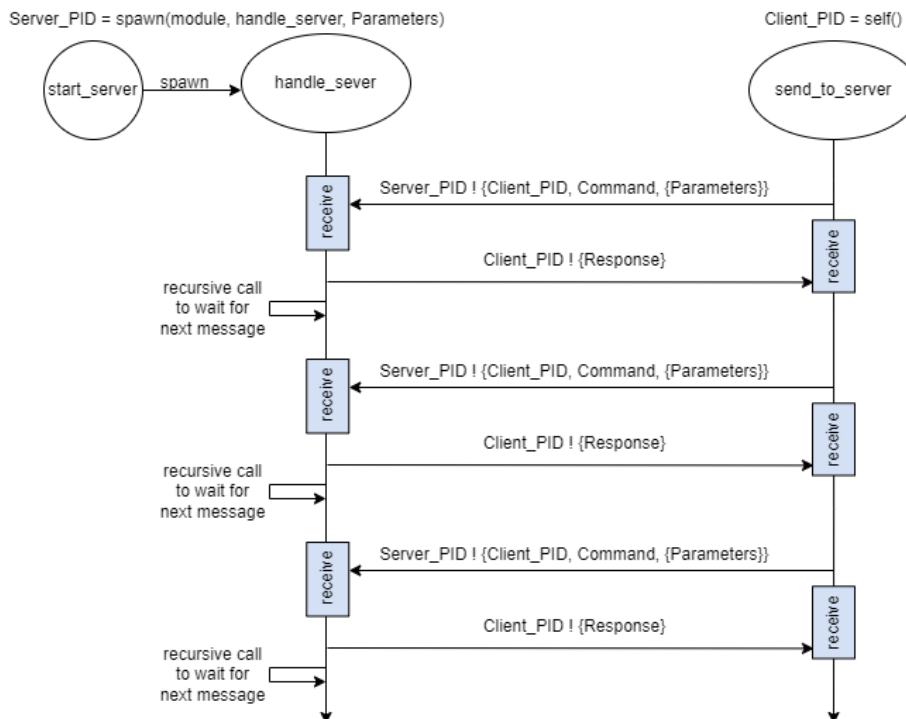 Server_PID = spawn(module, handle_server, Parameters)
Client_PID = self()
start_server
spawn
handle_sever
send_to_server
receive
Server_PID ! {Client_PID, Command, {Parameters}}
receive
Client_PID ! {Response}
recursive call
to wait for
next message
receive
Server_PID ! {Client_PID, Command, {Parameters}}
receive
Client_PID ! {Response}
recursive call
to wait for
next message
receive
Server_PID ! {Client_PID, Command, {Parameters}}
receive
Client_PID ! {Response}
recursive call
to wait for
next message